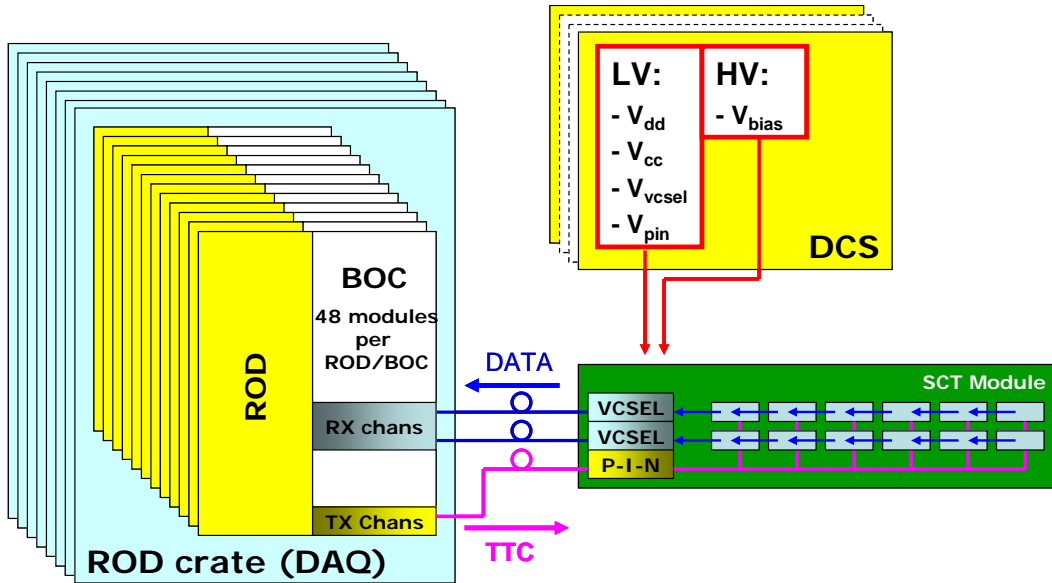 LV:
- Vdd
- Vcc
- Vvcsel
- Vpin
HV:
- Vbias
DCS
BOC
48 modules
per
ROD/BOC
ROD
RX chans
TX Chans
ROD crate (DAQ)
DATA
TTC
SCT Module
VCSEL
VCSEL
P-I-N